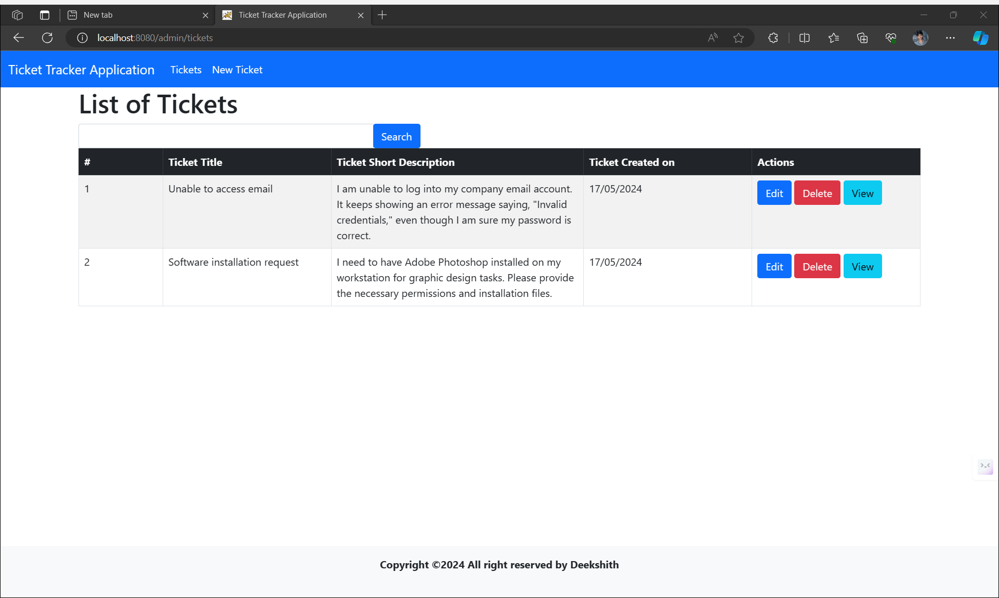 New tab
Ticket Tracker Application
localhost:8080/admin/tickets
Ticket Tracker Application Tickets New Ticket
List of Tickets
Search
# Ticket Title Ticket Short Description Ticket Created on Actions
1 Unable to access email I am unable to log into my company email account. 17/05/2024 Edit Delete View
It keeps showing an error message saying, "Invalid
credentials," even though I am sure my password is
correct.
2 Software installation request I need to have Adobe Photoshop installed on my 17/05/2024 Edit Delete View
workstation for graphic design tasks. Please provide
the necessary permissions and installation files.
Copyright ©2024 All right reserved by Deekshith